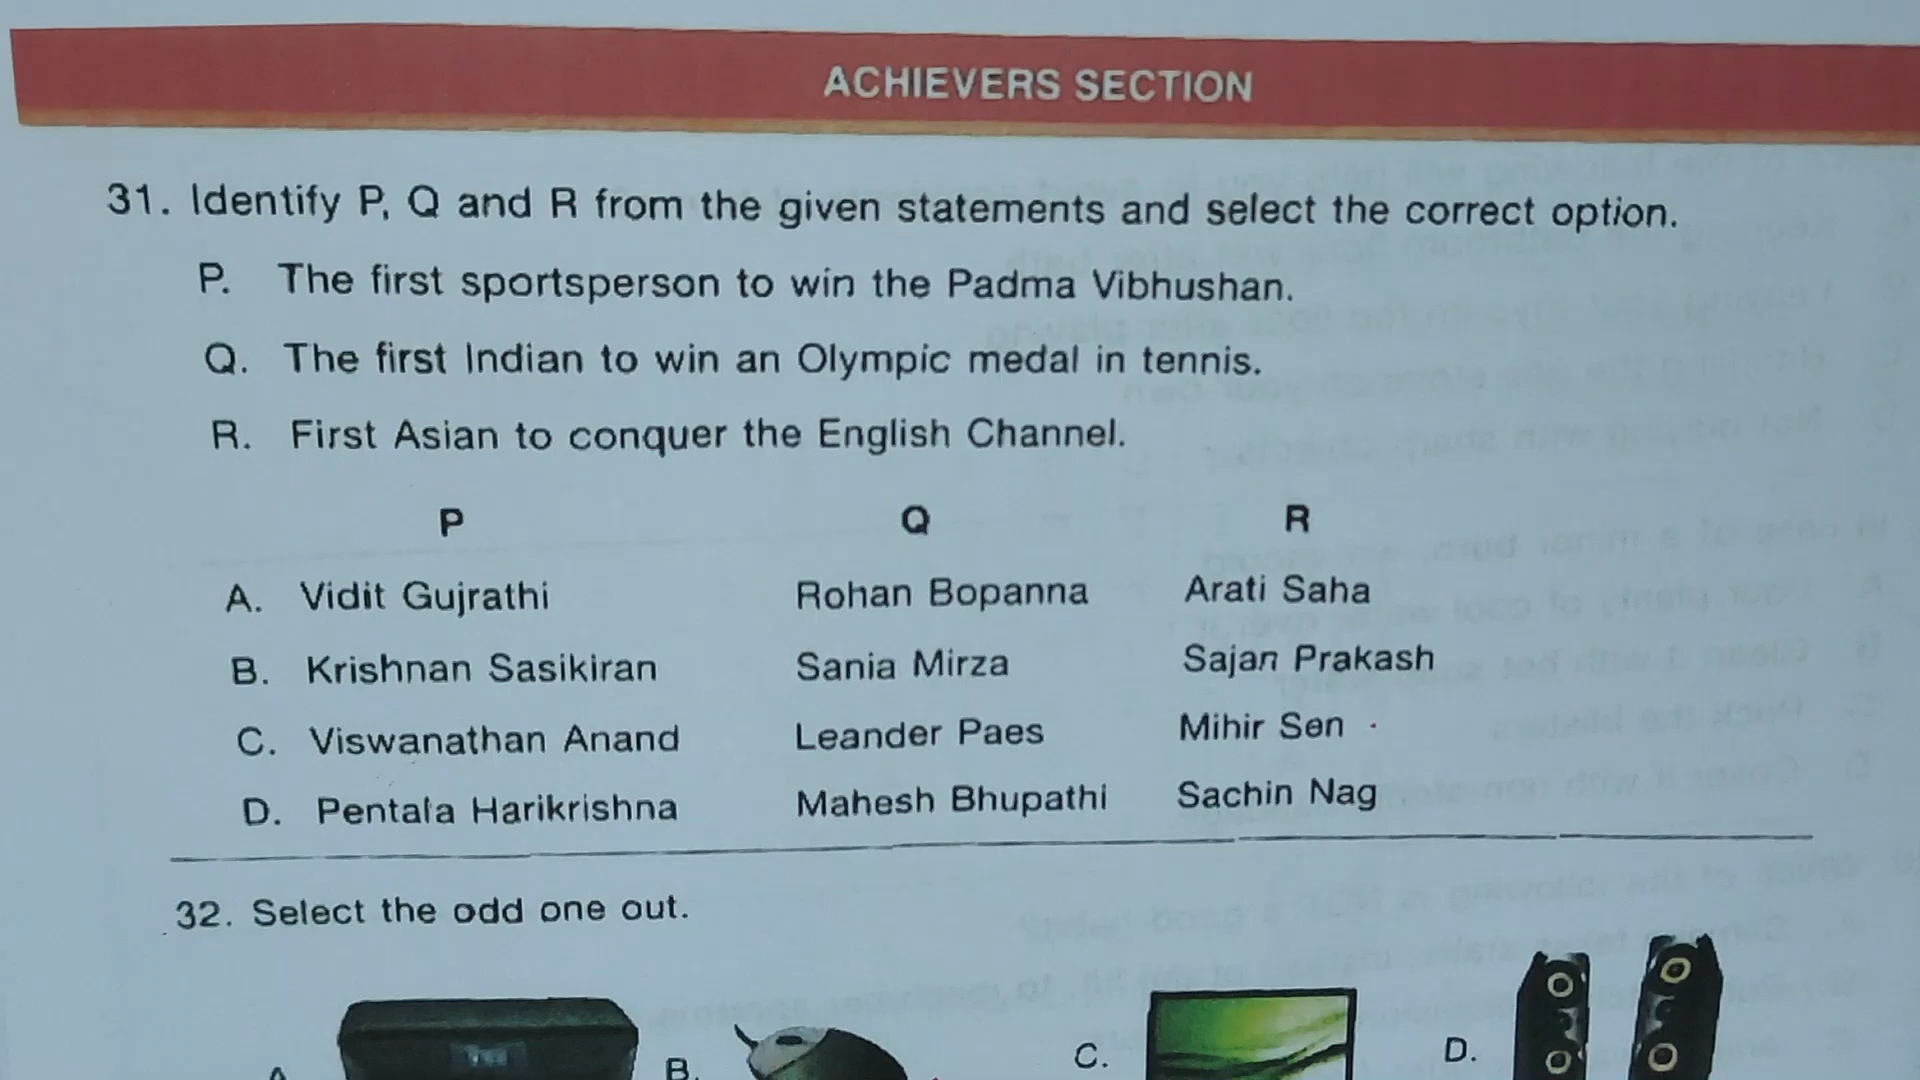 ACHIEVERS SECTION
31. Identify P, Q and R from the given statements and select the correct option.
P. The first sportsperson to win the Padma Vibhushan.
Q. The first Indian to win an Olympic medal in tennis.
R. First Asian to conquer the English Channel.
P Q R
A. Vidit Gujrathi Rohan Bopanna Arati Saha
B. Krishnan Sasikiran Sania Mirza Sajan Prakash
C. Viswanathan Anand Leander Paes Mihir Sen
D. Pentala Harikrishna Mahesh Bhupathi Sachin Nag
32. Select the odd one out.
A B. C. D.